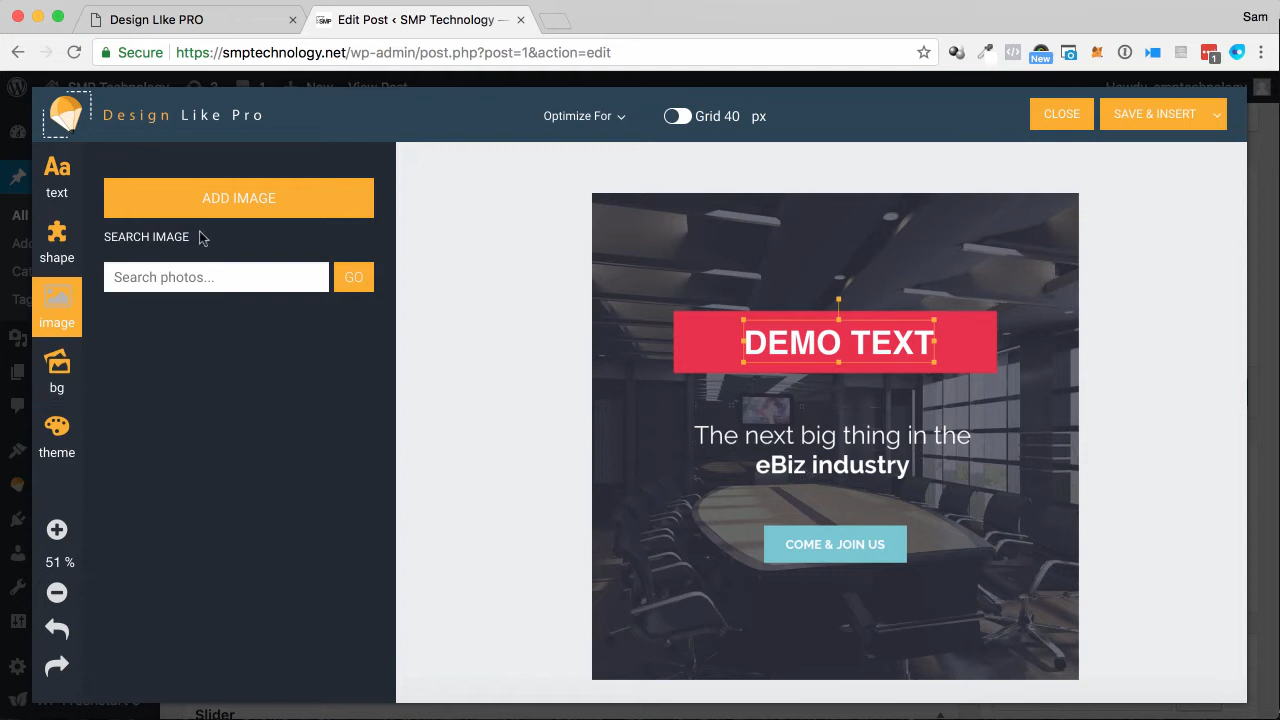 Design LIke PRO
Edit Post ‹ SMP Technology —
Sam
Secure https://smptechnology.net/wp-admin/post.php?post=1&action=edit
New
1
Design Like Pro
Optimize For
Grid 40 px
CLOSE
SAVE & INSERT
Aa
text
shape
image
bg
theme
51 %
ADD IMAGE
SEARCH IMAGE
Search photos...
GO
DEMO TEXT
The next big thing in the
eBiz industry
COME & JOIN US
All
Slider